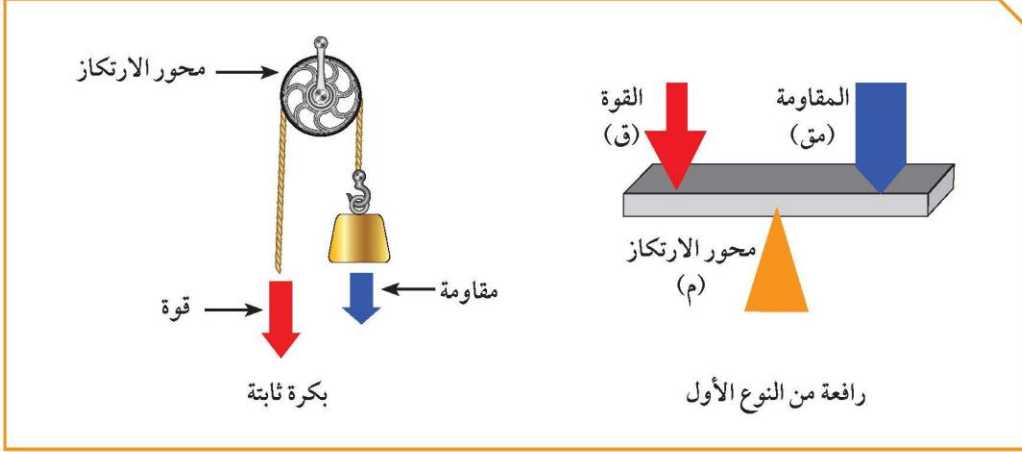 المقاومة
(مق)
القوة
(ق)
محور الارتكاز
(م)
رافعة من النوع الأول
محور الارتكاز
مقاومة
قوة
بكرة ثابتة